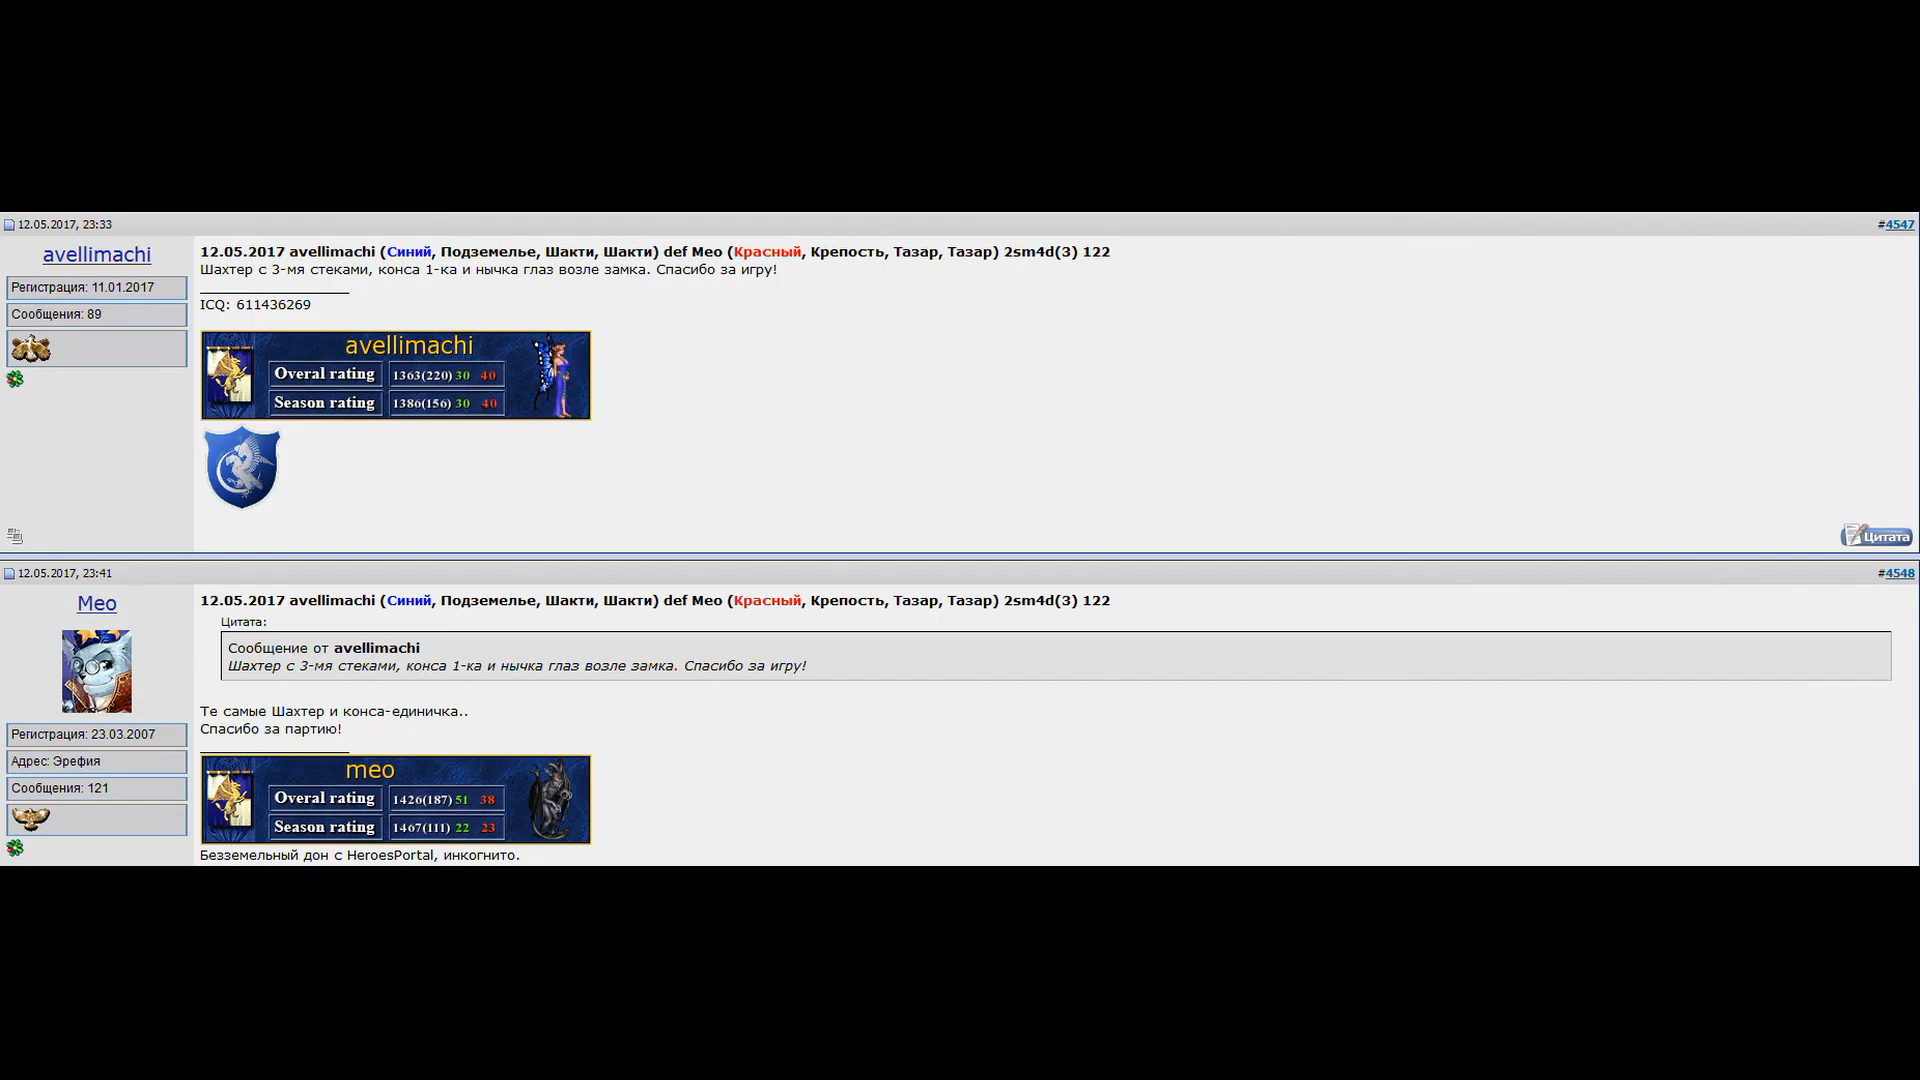 12.05.2017, 23:33
#4547
avellimachi
Регистрация: 11.01.2017
Сообщения: 89
12.05.2017 avellimachi (Синий, Подземелье, Шакти, Шакти) def Meo (Красный, Крепость, Тазар, Тазар) 2sm4d(3) 122
Шахтер с 3-мя стеками, конса 1-ка и нычка глаз возле замка. Спасибо за игру!
ICQ: 611436269
avellimachi
Overal rating 1363(220) 30 40
Season rating 1386(156) 30 40
Цитата
12.05.2017, 23:41
#4548
Meo
Регистрация: 23.03.2007
Адрес: Эрефия
Сообщения: 121
12.05.2017 avellimachi (Синий, Подземелье, Шакти, Шакти) def Meo (Красный, Крепость, Тазар, Тазар) 2sm4d(3) 122
Цитата:
Сообщение от avellimachi
Шахтер с 3-мя стеками, конса 1-ка и нычка глаз возле замка. Спасибо за игру!
Те самые Шахтер и конса-единичка..
Спасибо за партию!
meo
Overal rating 1426(187) 51 38
Season rating 1467(111) 22 23
Безземельный дон с HeroesPortal, инкогнито.